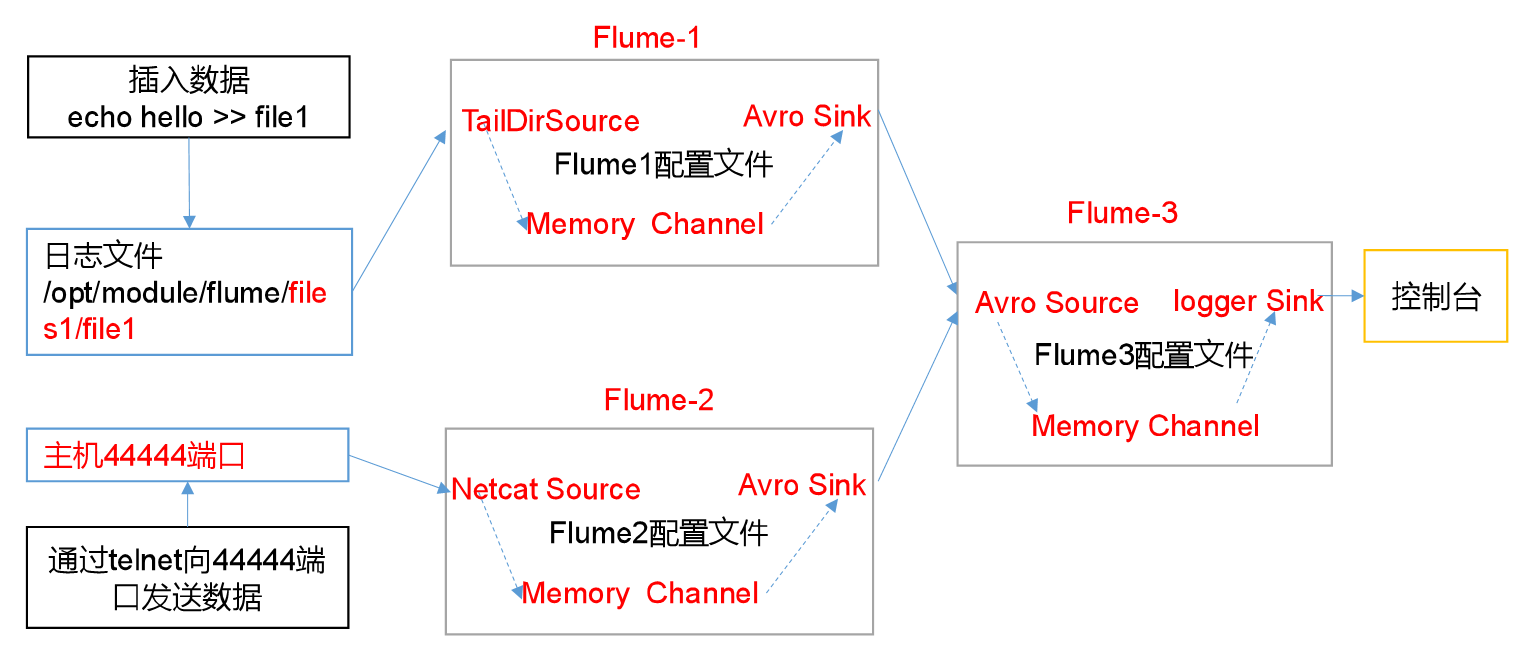 插入数据
echo hello >> file1
日志文件
/opt/module/flume/file
s1/file1
主机44444端口
通过telnet向44444端
口发送数据
Flume-1
TailDirSource
Avro Sink
Flume1配置文件
Memory Channel
Flume-2
Netcat Source
Avro Sink
Flume2配置文件
Memory Channel
Flume-3
Avro Source
logger Sink
Flume3配置文件
Memory Channel
控制台